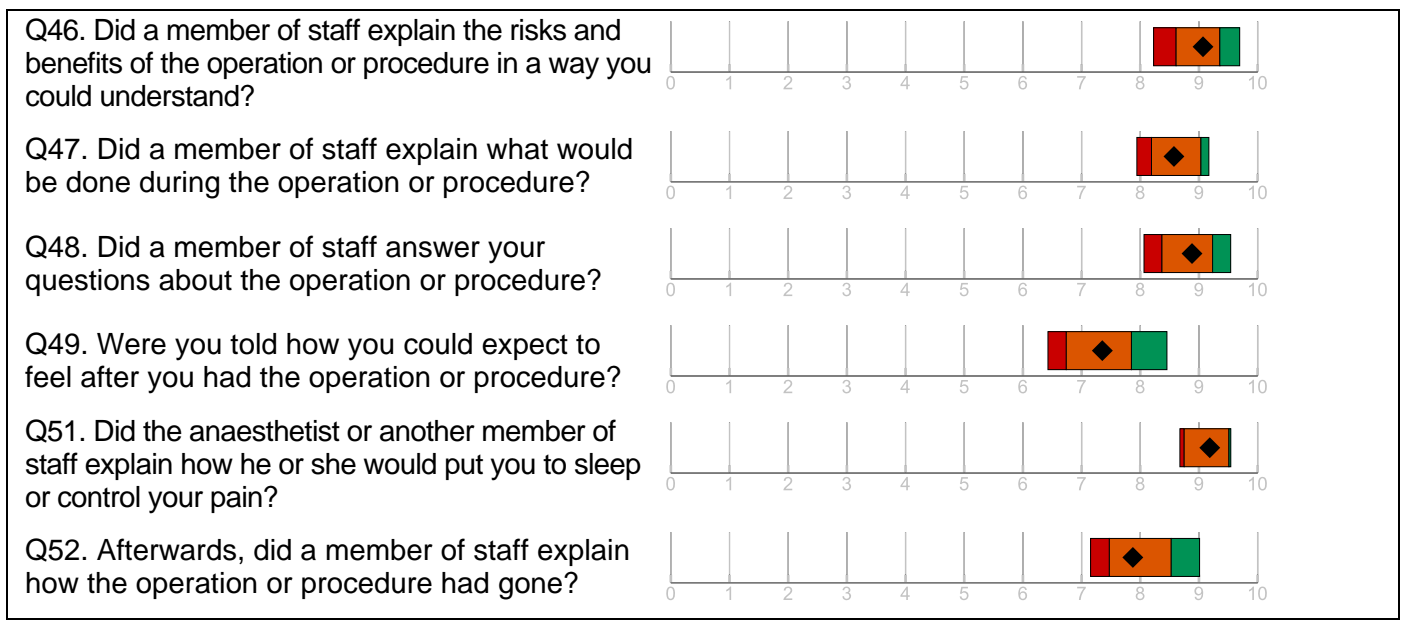 Q46. Did a member of staff explain the risks and
benefits of the operation or procedure in a way you
could understand?
0 1 2 3 4 5 6 7 8 9 10
Q47. Did a member of staff explain what would
be done during the operation or procedure?
0 1 2 3 4 5 6 7 8 9 10
Q48. Did a member of staff answer your
questions about the operation or procedure?
0 1 2 3 4 5 6 7 8 9 10
Q49. Were you told how you could expect to
feel after you had the operation or procedure?
0 1 2 3 4 5 6 7 8 9 10
Q51. Did the anaesthetist or another member of
staff explain how he or she would put you to sleep
or control your pain?
0 1 2 3 4 5 6 7 8 9 10
Q52. Afterwards, did a member of staff explain
how the operation or procedure had gone?
0 1 2 3 4 5 6 7 8 9 10